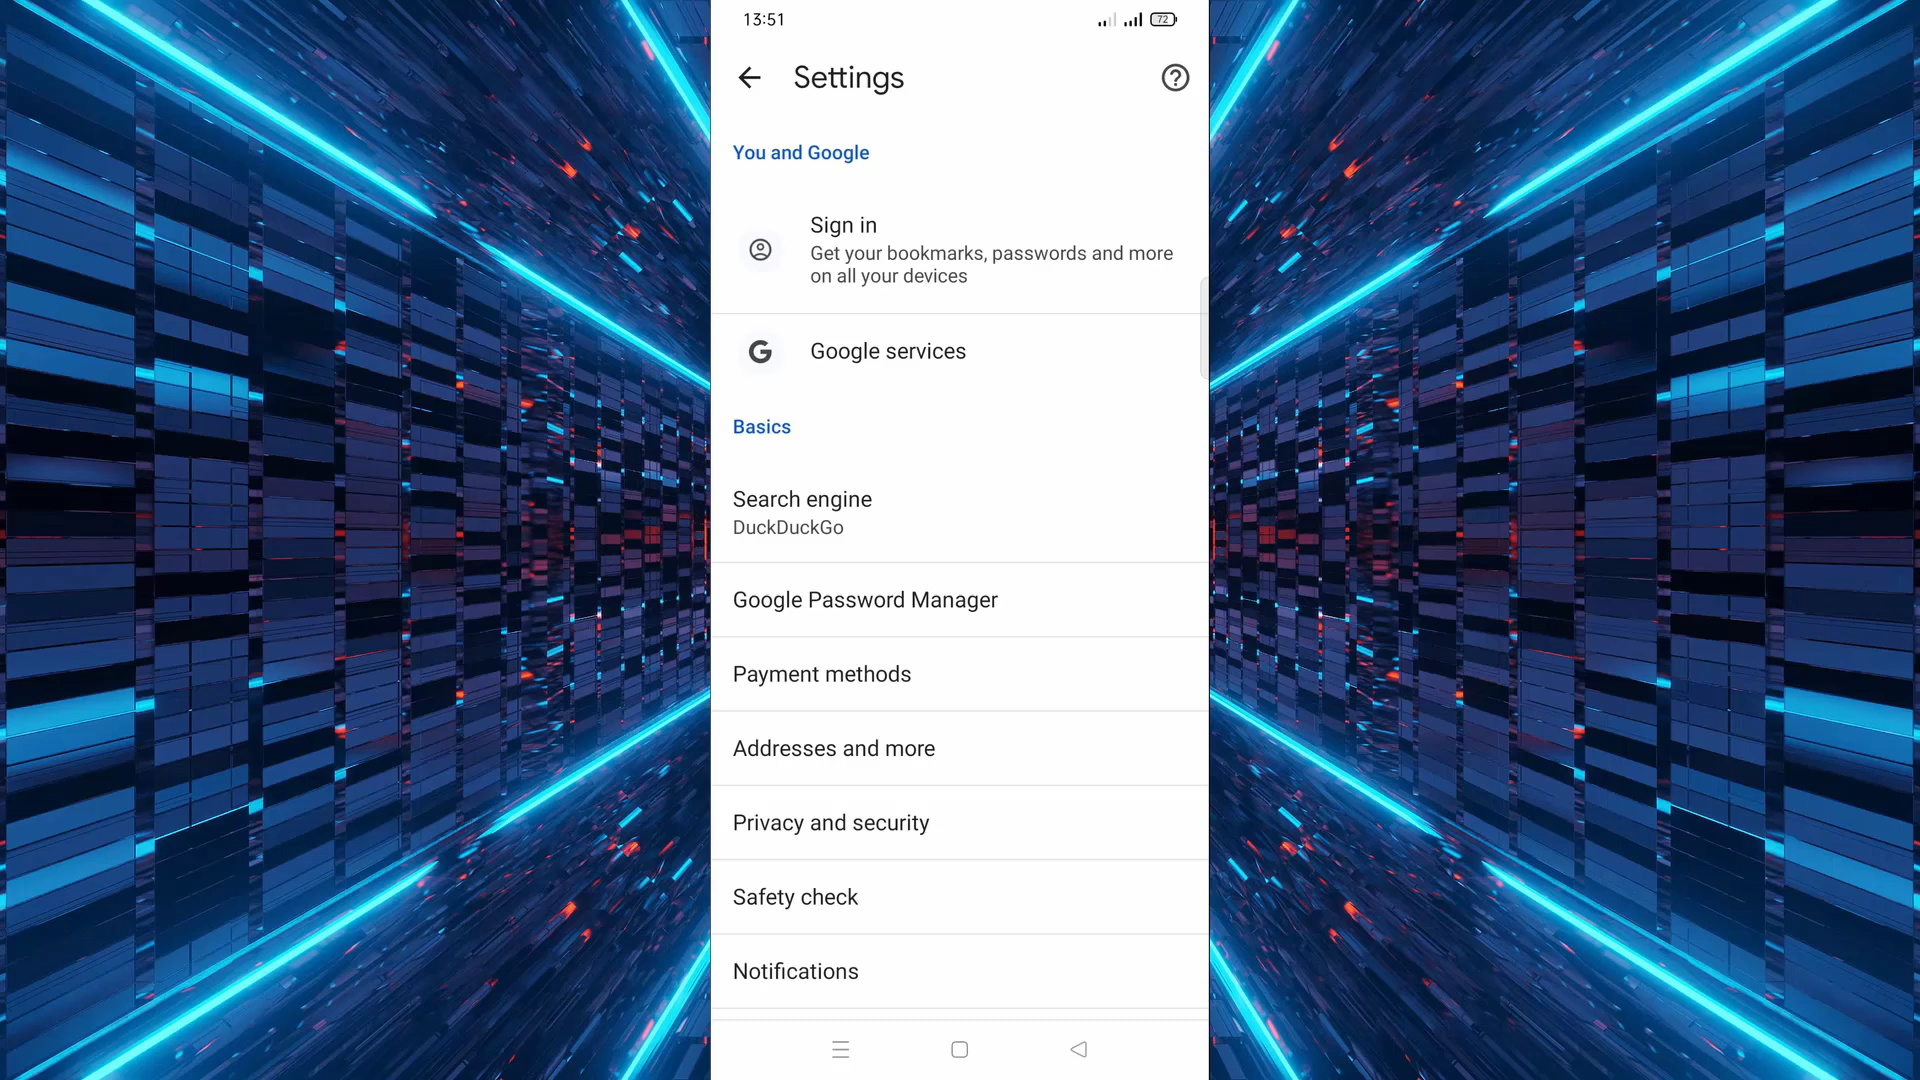 13:51
72
Settings
You and Google
Sign in
Get your bookmarks, passwords and more
on all your devices
Google services
Basics
Search engine
DuckDuckGo
Google Password Manager
Payment methods
Addresses and more
Privacy and security
Safety check
Notifications